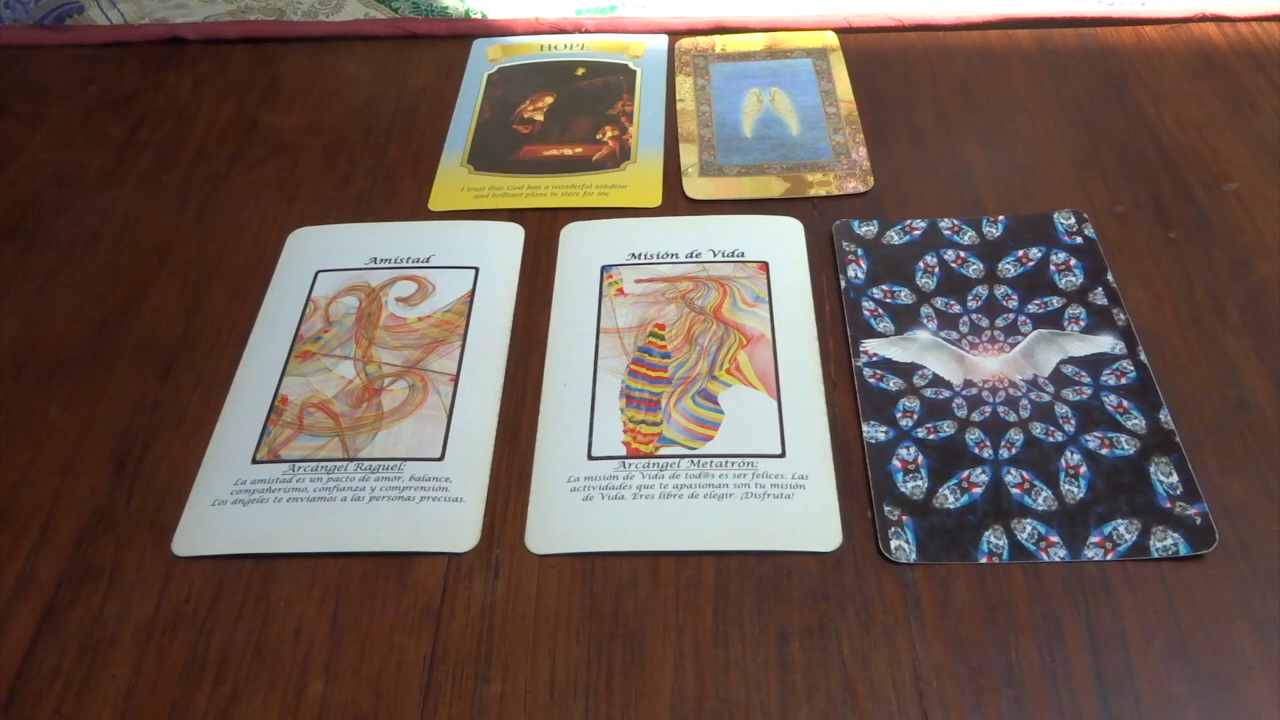 HOPE
I trust that God has a wonderful solution
and brilliant plans in store for me.
Amistad
Arcángel Raguel:
La amistad es un pacto de amor, balance,
compañerismo, confianza y comprensión.
Los ángeles te enviamos a las personas precisas.
Misión de Vida
Arcángel Metatrón:
La misión de Vida de tod@s es ser felices. Las
actividades que te apasionan son tu misión
de Vida. Eres libre de elegir. ¡Disfruta!